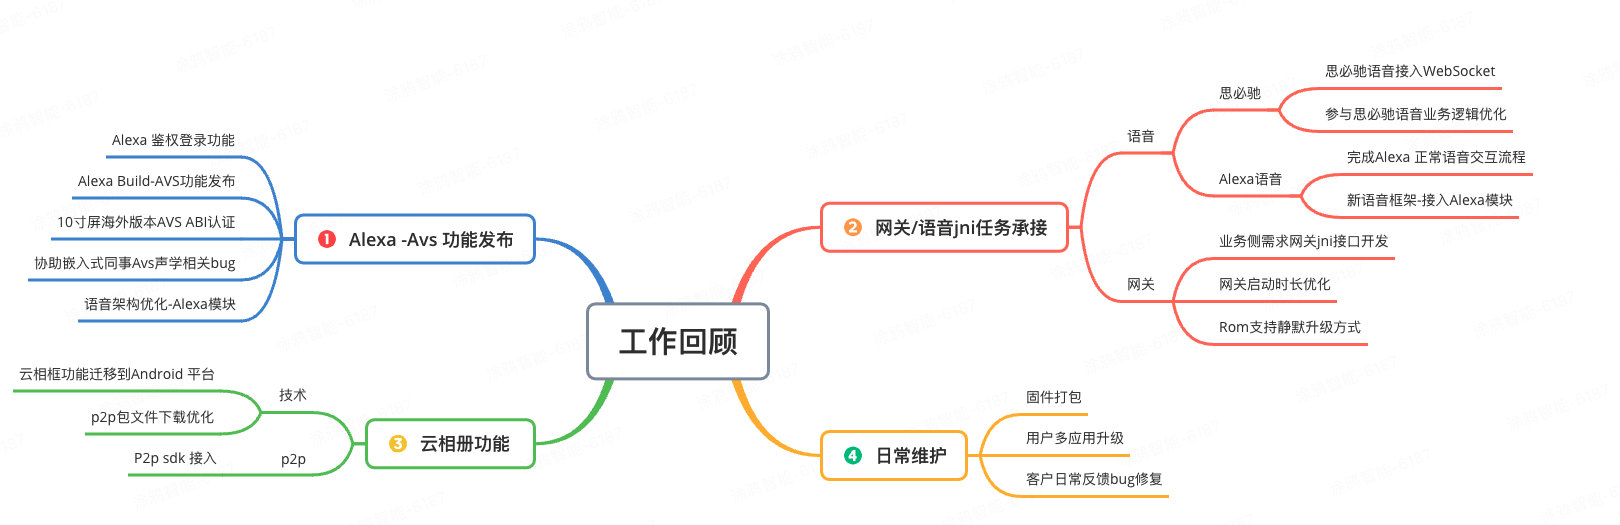 工作回顾
1 Alexa -Avs 功能发布
Alexa 鉴权登录功能
Alexa Build-AVS功能发布
10寸屏海外版本AVS ABI认证
协助嵌入式同事Avs声学相关bug
语音架构优化-Alexa模块
2 网关/语音jni任务承接
语音
思必驰
思必驰语音接入WebSocket
参与思必驰语音业务逻辑优化
Alexa语音
完成Alexa 正常语音交互流程
新语音框架-接入Alexa模块
网关
业务侧需求网关jni接口开发
网关启动时长优化
Rom支持静默升级方式
3 云相册功能
技术
云相框功能迁移到Android 平台
p2p包文件下载优化
p2p
P2p sdk 接入
4 日常维护
固件打包
用户多应用升级
客户日常反馈bug修复